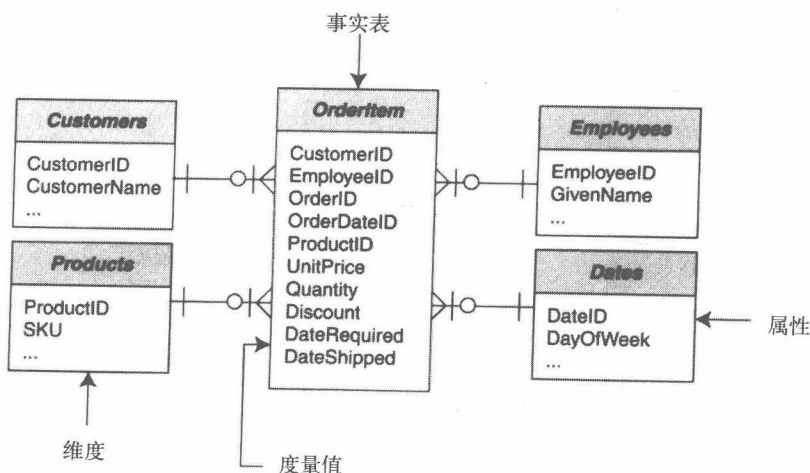 事实表
Customers
CustomerID
CustomerName
...
Products
ProductID
SKU
...
OrderItem
CustomerID
EmployeeID
OrderID
OrderDateID
ProductID
UnitPrice
Quantity
Discount
DateRequired
DateShipped
Employees
EmployeeID
GivenName
...
Dates
DateID
DayOfWeek
...
属性
维度
度量值